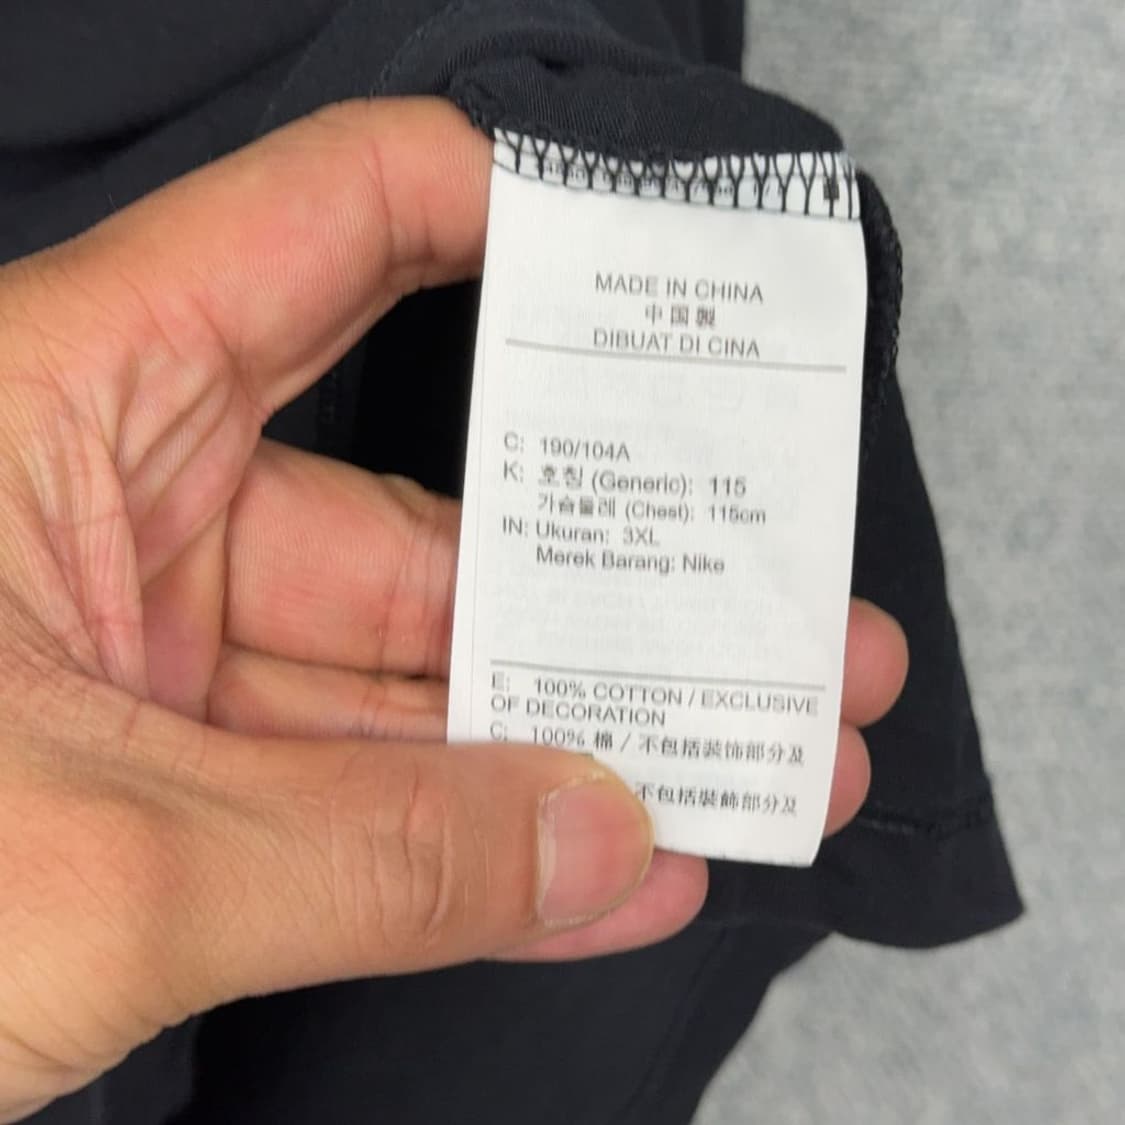 MADE IN CHINA
中国製
DIBUAT DI CINA
C: 190/104A
K: 호칭 (Generic): 115
가슴둘레 (Chest): 115cm
IN: Ukuran: 3XL
Merek Barang: Nike
E: 100% COTTON / EXCLUSIVE
OF DECORATION
C: 100% 棉 / 不包括装饰部分及
不包括裝飾部分及